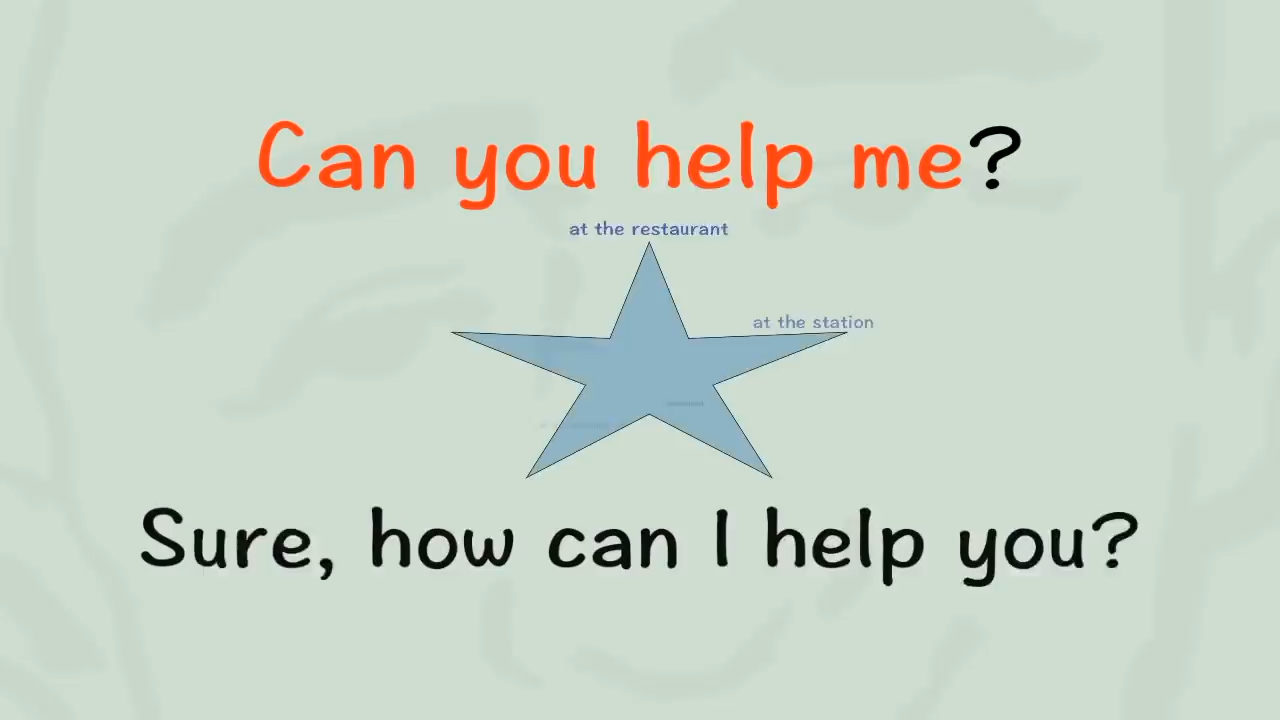 Can you help me?
at the restaurant
at the station
Sure, how can I help you?